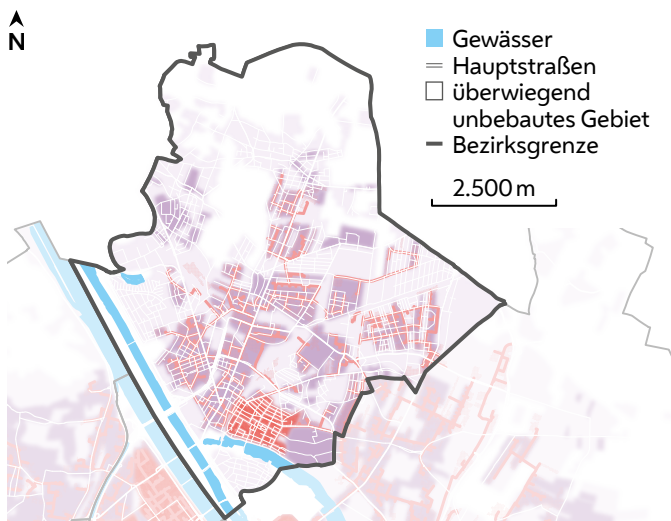 N
Gewässer
Hauptstraßen
überwiegend
unbebautes Gebiet
Bezirksgrenze
2.500 m